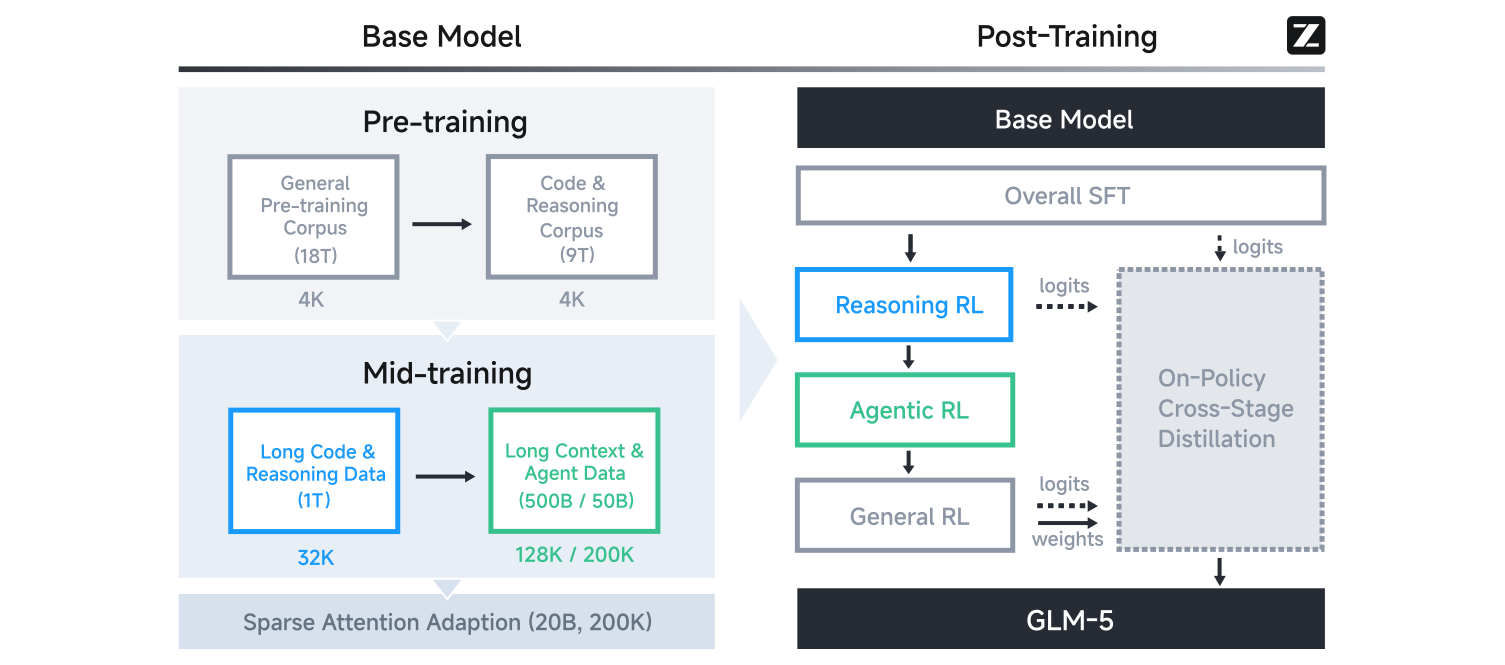 Base Model
Post-Training
Z
Pre-training
General
Pre-training
Corpus
(18T)
4K
Code &
Reasoning
Corpus
(9T)
4K
Mid-training
Long Code &
Reasoning Data
(1T)
32K
Long Context &
Agent Data
(500B / 50B)
128K / 200K
Sparse Attention Adaption (20B, 200K)
Base Model
Overall SFT
logits
Reasoning RL
logits
Agentic RL
General RL
logits
weights
On-Policy
Cross-Stage
Distillation
GLM-5